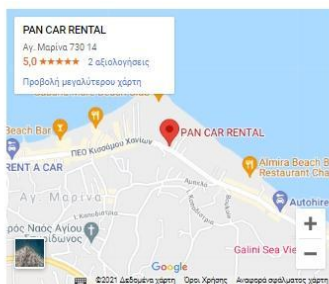 PAN CAR RENTAL
Αγ. Μαρίνα 730 14
5,0 ★★★★★ 2 αξιολογήσεις
Προβολή μεγαλύτερου χάρτη
Beach Bar
PAN CAR RENTAL
ΠΕΟ Κισσάμου Χανίων
RENT A CAR
Almira Beach B
Restaurant Cha
Αγ. Μαρίνα
Autohire
ρός Ναός Αγίου
Galini Sea Vie
Google
©2021 Δεδομένα χάρτη Όροι Χρήσης Αναφορά σφάλματος χάρτη